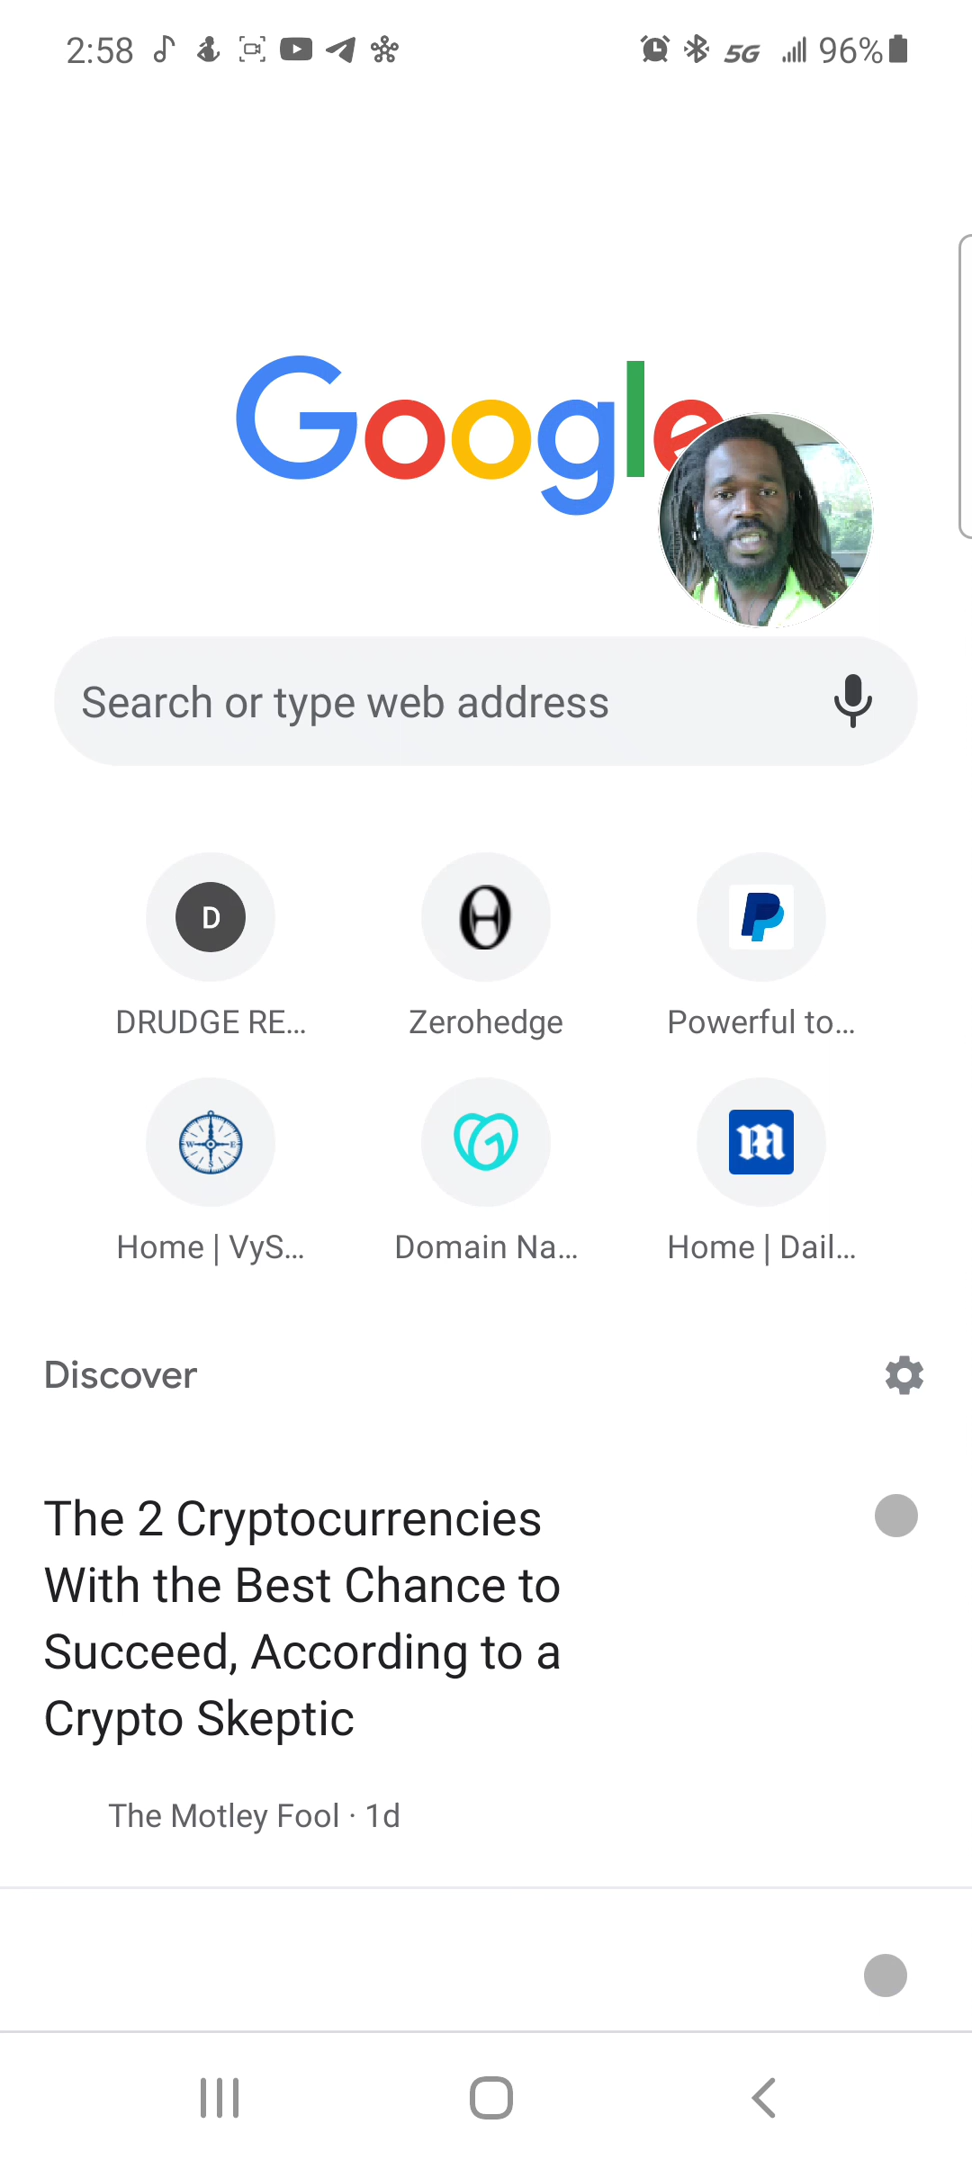 2:58 5G 96%
Google
Search or type web address
D
DRUDGE RE... Zerohedge Powerful to...
W E S
Home | VyS... Domain Na... Home | Dail...
Discover
The 2 Cryptocurrencies
With the Best Chance to
Succeed, According to a
Crypto Skeptic
The Motley Fool · 1d